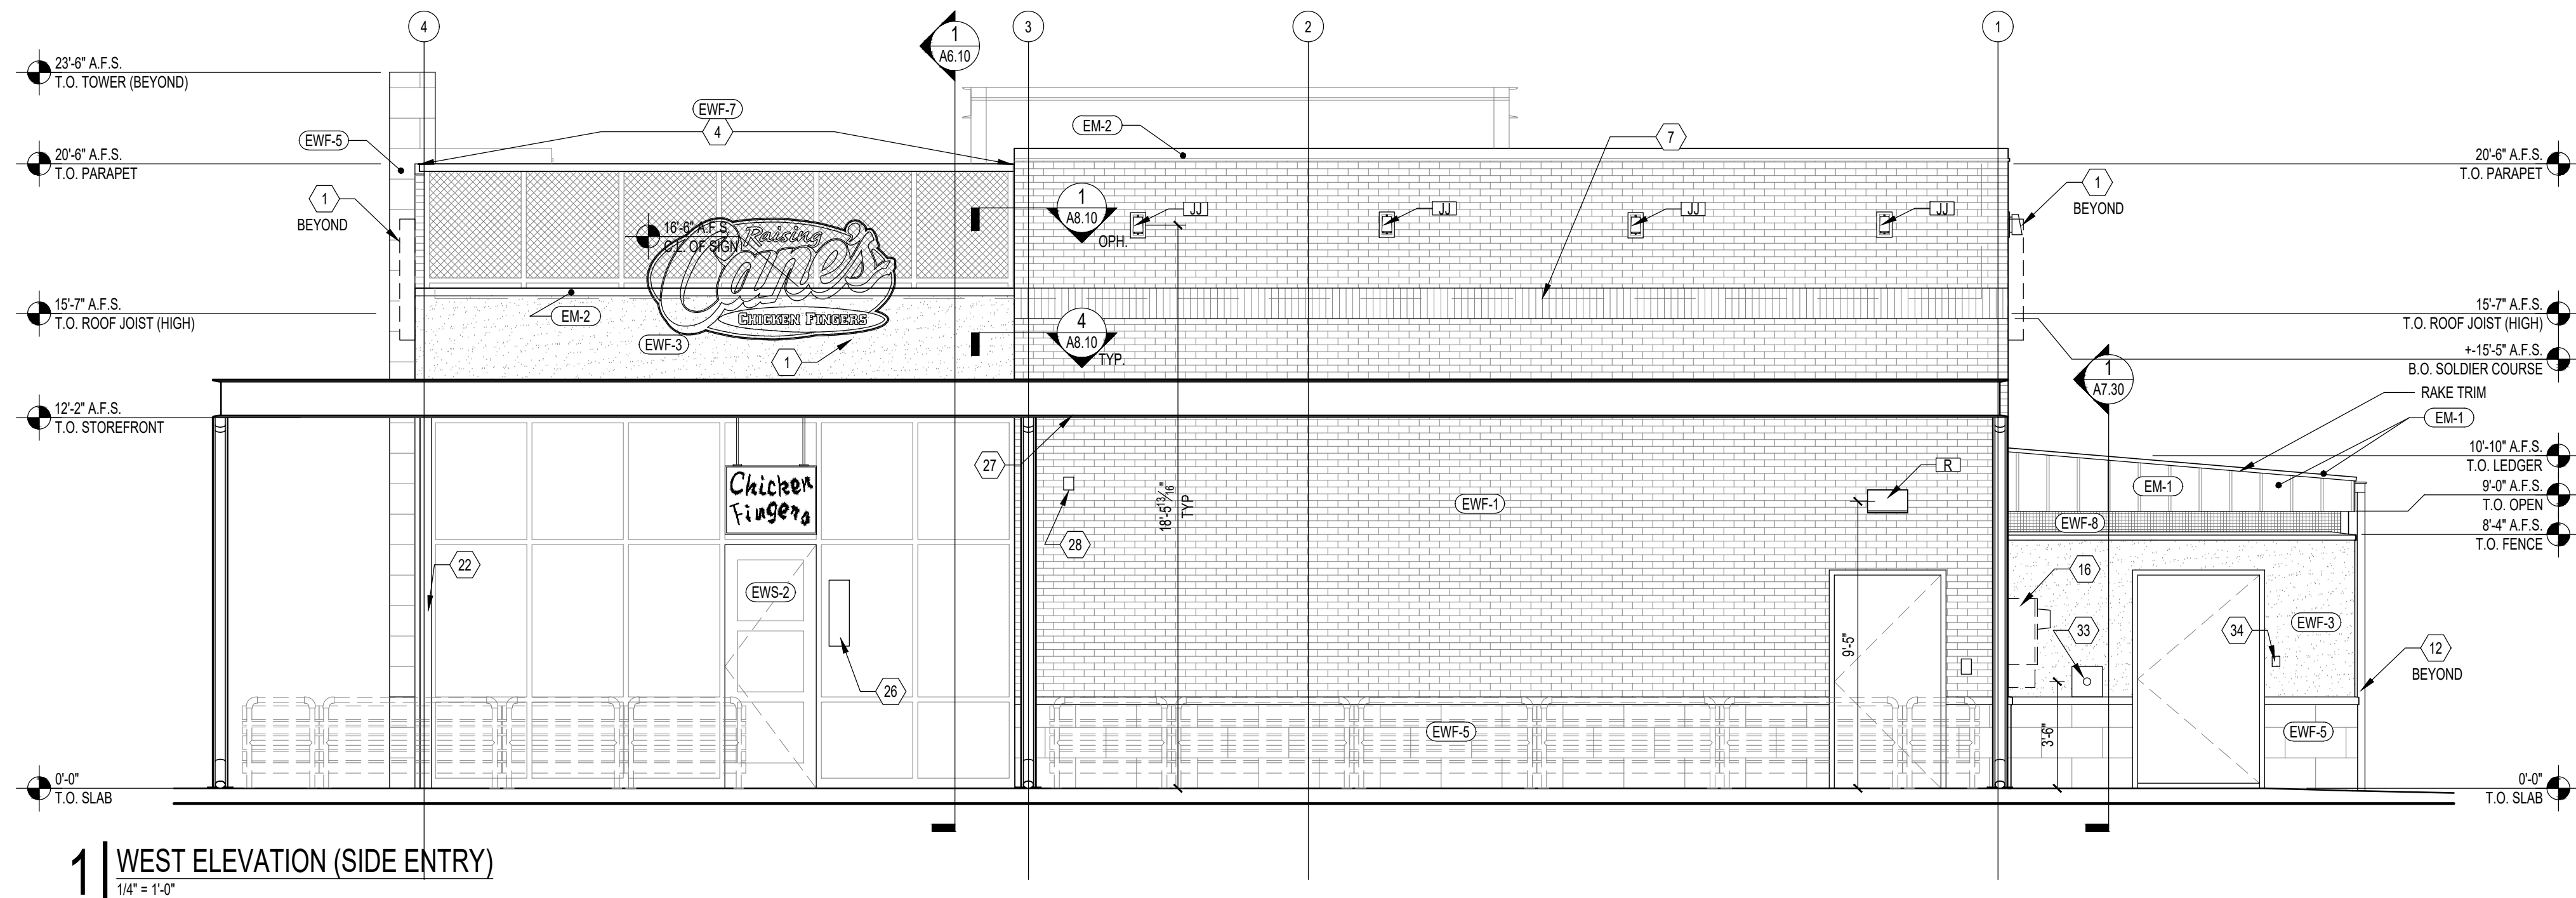 4
3
2
1
1
A6.10
23'-6" A.F.S.
T.O. TOWER (BEYOND)
EWF-7
4
EM-2
7
EWF-5
20'-6" A.F.S.
T.O. PARAPET
20'-6" A.F.S.
T.O. PARAPET
1
BEYOND
1
BEYOND
1
A8.10
OPH.
JJ
JJ
JJ
JJ
16'-6" A.F.S.
C.L. OF SIGN
Raising
Cane's
CHICKEN FINGERS
15'-7" A.F.S.
T.O. ROOF JOIST (HIGH)
EM-2
EWF-3
1
4
A8.10
TYP.
15'-7" A.F.S.
T.O. ROOF JOIST (HIGH)
+-15'-5" A.F.S.
B.O. SOLDIER COURSE
1
A7.30
RAKE TRIM
EM-1
12'-2" A.F.S.
T.O. STOREFRONT
10'-10" A.F.S.
T.O. LEDGER
9'-0" A.F.S.
T.O. OPEN
8'-4" A.F.S.
T.O. FENCE
Chicken
Fingers
27
28
18'-5 13/16"
TYP
EWF-1
R
EM-1
EWF-8
22
EWS-2
26
9'-5"
16
33
34
EWF-3
12
BEYOND
EWF-5
3'-6"
EWF-5
0'-0"
T.O. SLAB
0'-0"
T.O. SLAB
1
WEST ELEVATION (SIDE ENTRY)
1/4" = 1'-0"